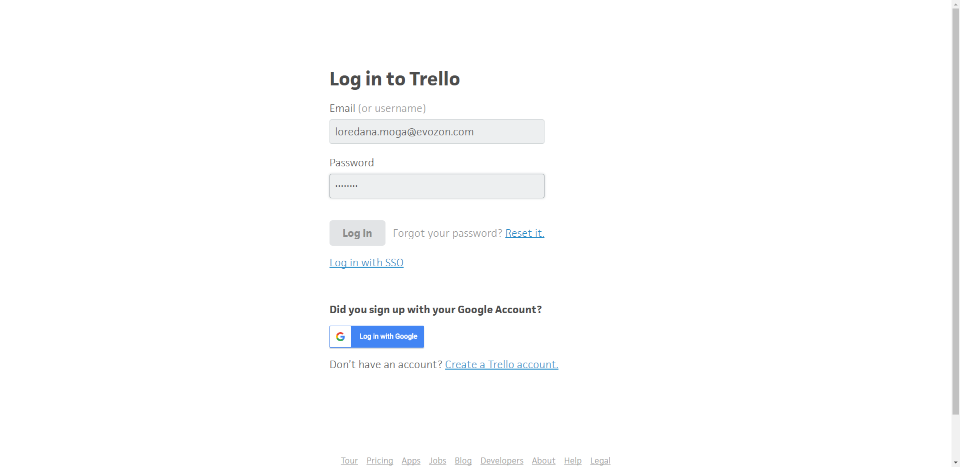 Log in to Trello
Email (or username)
loredana.moga@evozon.com
Password
••••••••
Log In Forgot your password? Reset it.
Log in with SSO
Did you sign up with your Google Account?
G Log in with Google
Don't have an account? Create a Trello account.
Tour Pricing Apps Jobs Blog Developers About Help Legal